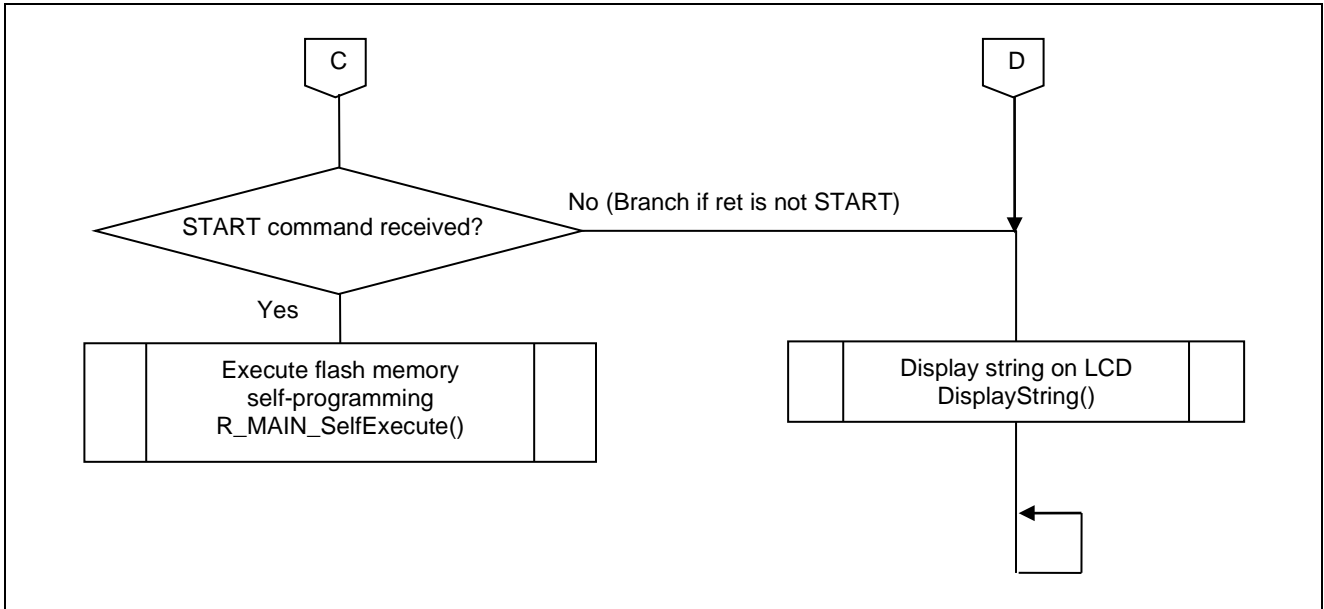 C
D
No (Branch if ret is not START)
START command received?
Yes
Execute flash memory
self-programming
R_MAIN_SelfExecute()
Display string on LCD
DisplayString()